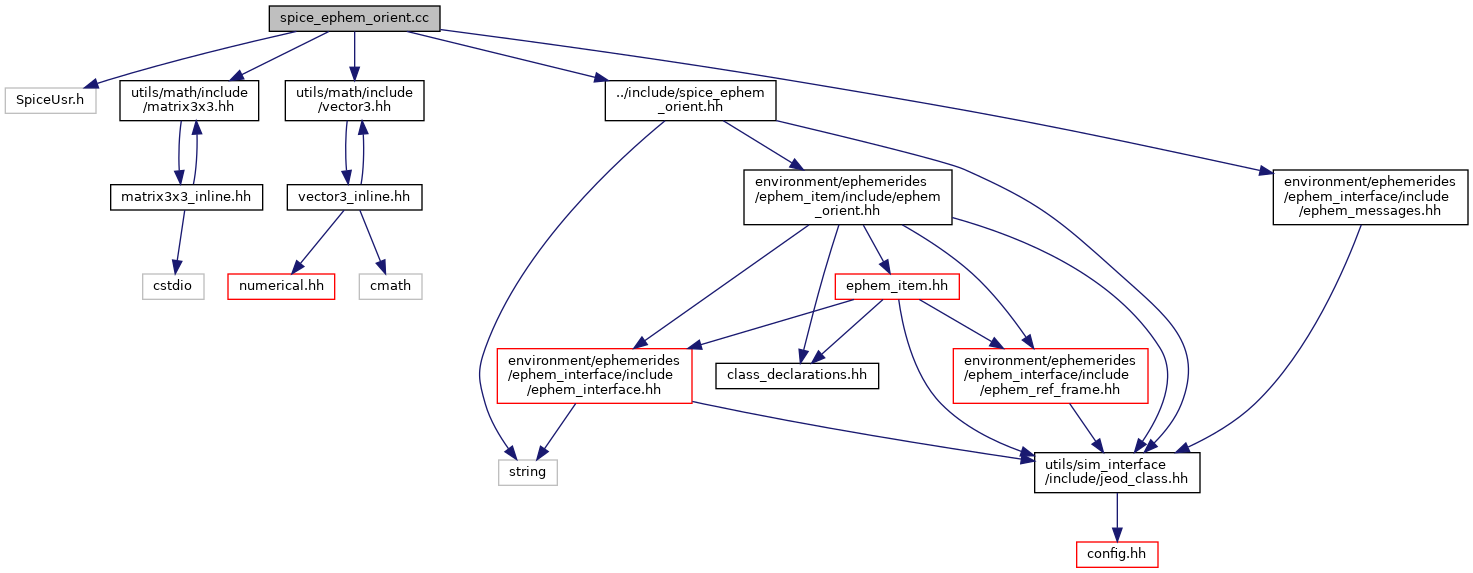 spice_ephem_orient.cc
SpiceUsr.h
utils/math/include
/matrix3x3.hh
utils/math/include
/vector3.hh
../include/spice_ephem
_orient.hh
matrix3x3_inline.hh
vector3_inline.hh
environment/ephemerides
/ephem_item/include/ephem
_orient.hh
environment/ephemerides
/ephem_interface/include
/ephem_messages.hh
cstdio
numerical.hh
cmath
ephem_item.hh
environment/ephemerides
/ephem_interface/include
/ephem_interface.hh
class_declarations.hh
environment/ephemerides
/ephem_interface/include
/ephem_ref_frame.hh
string
utils/sim_interface
/include/jeod_class.hh
config.hh